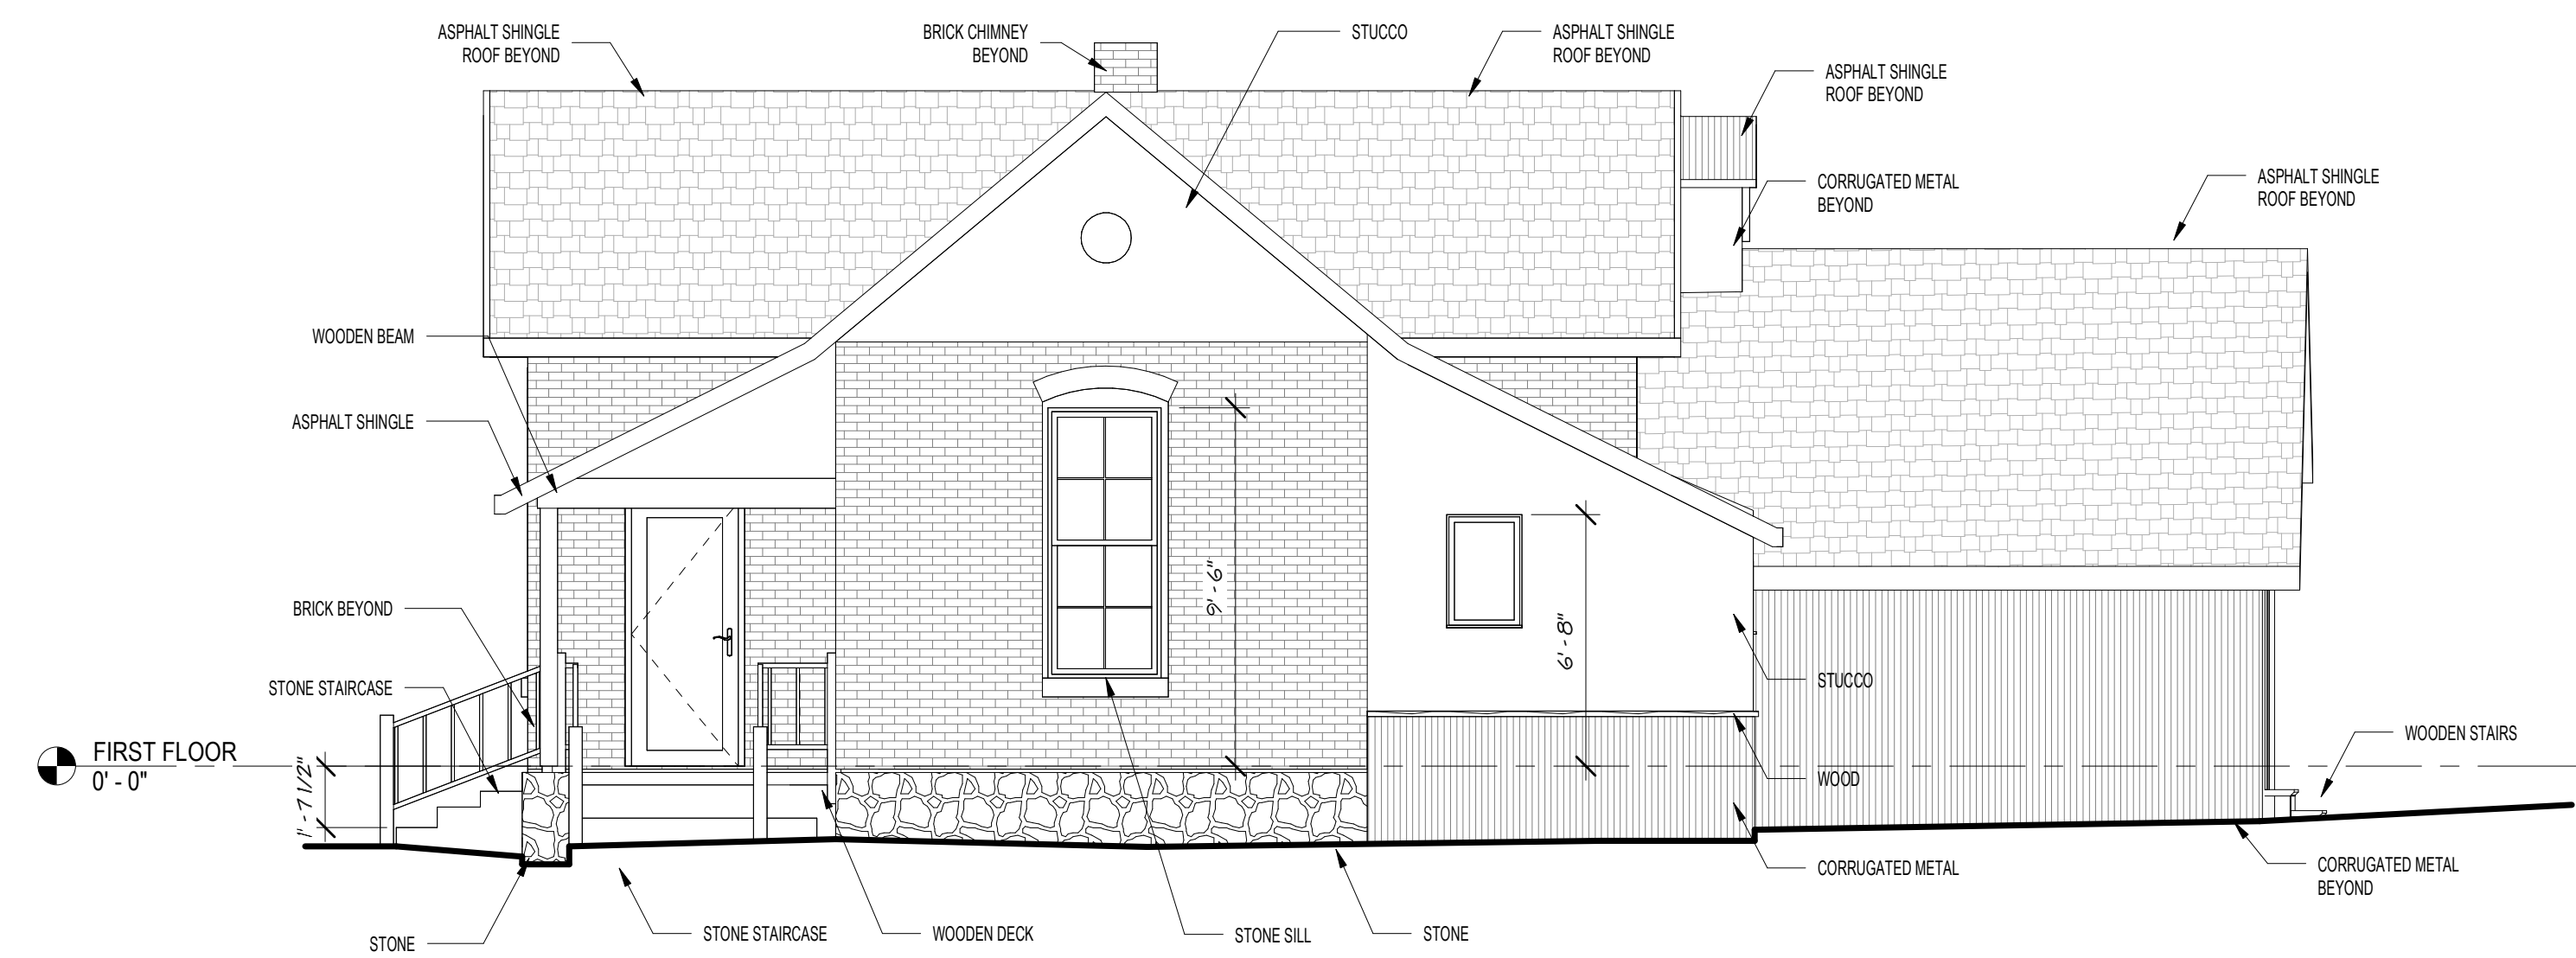 ASPHALT SHINGLE
ROOF BEYOND
BRICK CHIMNEY
BEYOND
STUCCO
ASPHALT SHINGLE
ROOF BEYOND
ASPHALT SHINGLE
ROOF BEYOND
CORRUGATED METAL
BEYOND
ASPHALT SHINGLE
ROOF BEYOND
WOODEN BEAM
ASPHALT SHINGLE
9' - 6"
6' - 8"
BRICK BEYOND
STONE STAIRCASE
STUCCO
FIRST FLOOR
0' - 0"
1' - 7 1/2"
WOODEN STAIRS
WOOD
CORRUGATED METAL
CORRUGATED METAL
BEYOND
STONE
STONE STAIRCASE
WOODEN DECK
STONE SILL
STONE